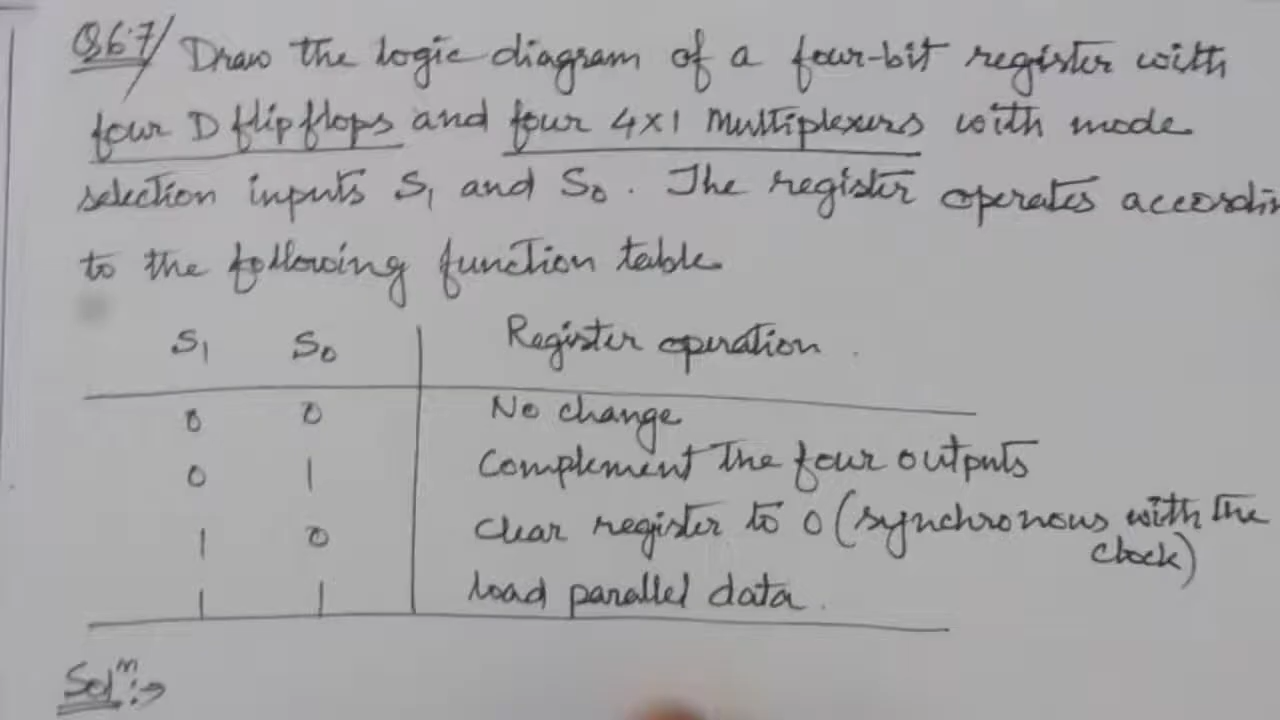 Q6.7/ Draw the logic diagram of a four-bit register with
four D flipflops and four 4x1 Multiplexers with mode
selection inputs S1 and S0. The register operates accordin
to the following function table
S1 S0 Register operation.
0 0 No change
0 1 Complement the four outputs
1 0 Clear register to 0 (synchronous with the
clock)
1 1 Load parallel data.
Solⁿ:->